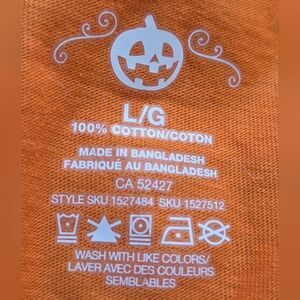 L/G
100% COTTON/COTON
MADE IN BANGLADESH
FABRIQUÉ AU BANGLADESH
CA 52427
STYLE SKU 1527484 SKU 1527512
WASH WITH LIKE COLORS/
LAVER AVEC DES COULEURS
SEMBLABLES